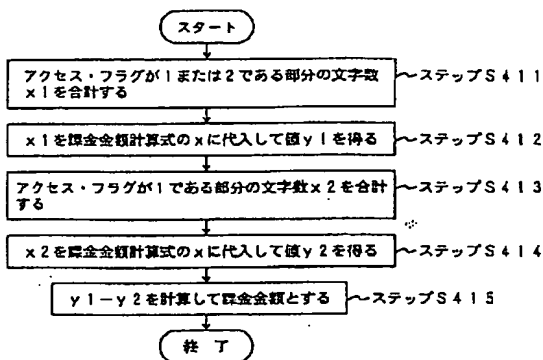 スタート
アクセス・フラグが1または2である部分の文字数
x1を合計する
～ステップS411
x1を課金金額計算式のxに代入して値y1を得る
～ステップS412
アクセス・フラグが1である部分の文字数x2を合計
する
～ステップS413
x2を課金金額計算式のxに代入して値y2を得る
～ステップS414
y1－y2を計算して課金金額とする
～ステップS415
終 了